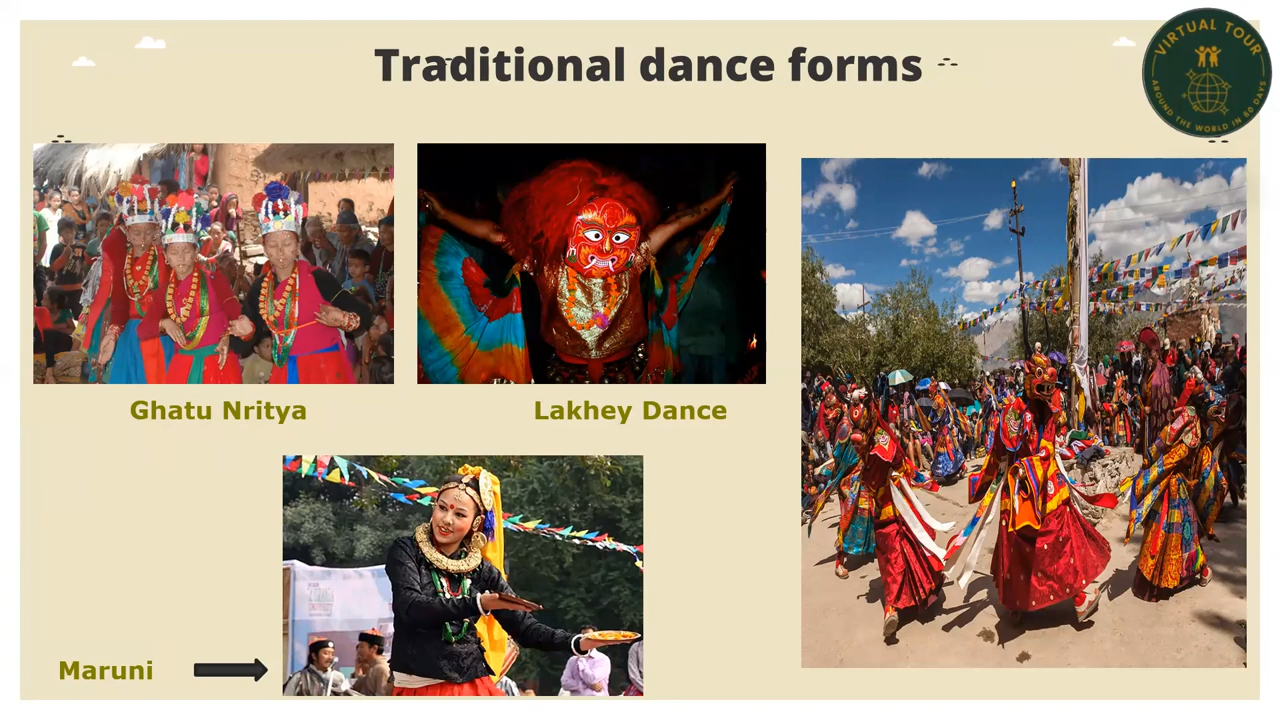 Traditional dance forms
VIRTUAL TOUR
AROUND THE WORLD IN 80 DAYS
Ghatu Nritya
Lakhey Dance
Maruni